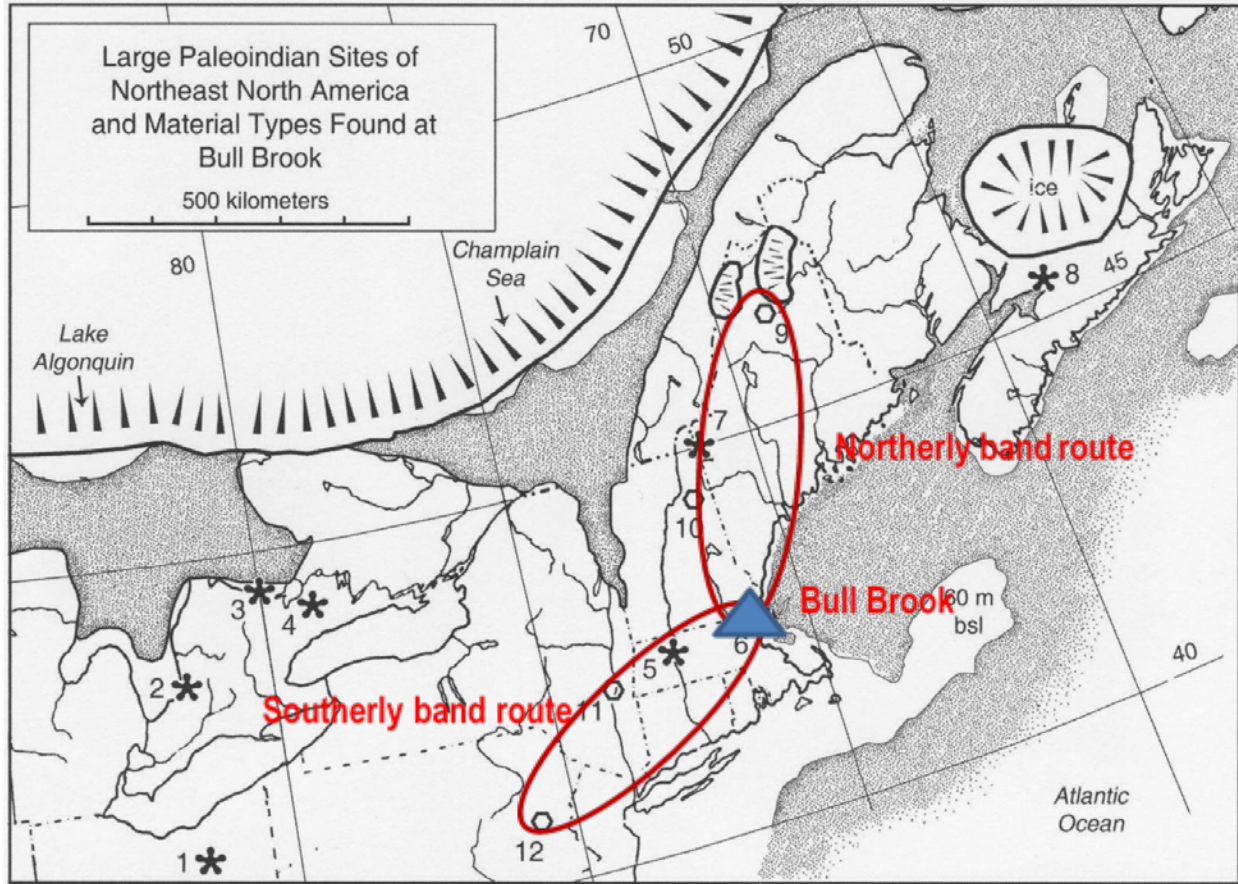 Large Paleoindian Sites of
Northeast North America
and Material Types Found at
Bull Brook
500 kilometers
70
50
ice
Champlain
Sea
80
8
45
Lake
Algonquin
9
7
Northerly band route
10
3
4
Bull Brook
60 m
bsl
6
5
40
2
Southerly band route
11
Atlantic
Ocean
12
1